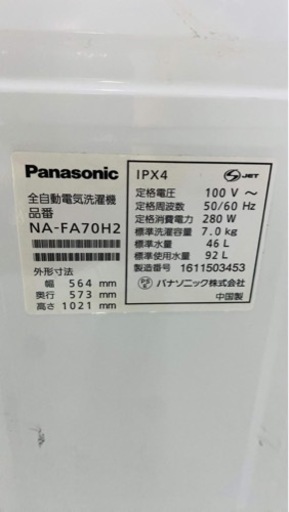 Panasonic
全自動電気洗濯機
品番
NA-FA70H2
外形寸法
幅 564 mm
奥行 573 mm
高さ 1021 mm
IPX4
S JET
定格電圧 100 V ～
定格周波数 50/60 Hz
定格消費電力 280 W
標準洗濯容量 7.0 kg
標準水量 46 L
標準使用水量 92 L
製造番号 1611503453
パナソニック株式会社
中国製